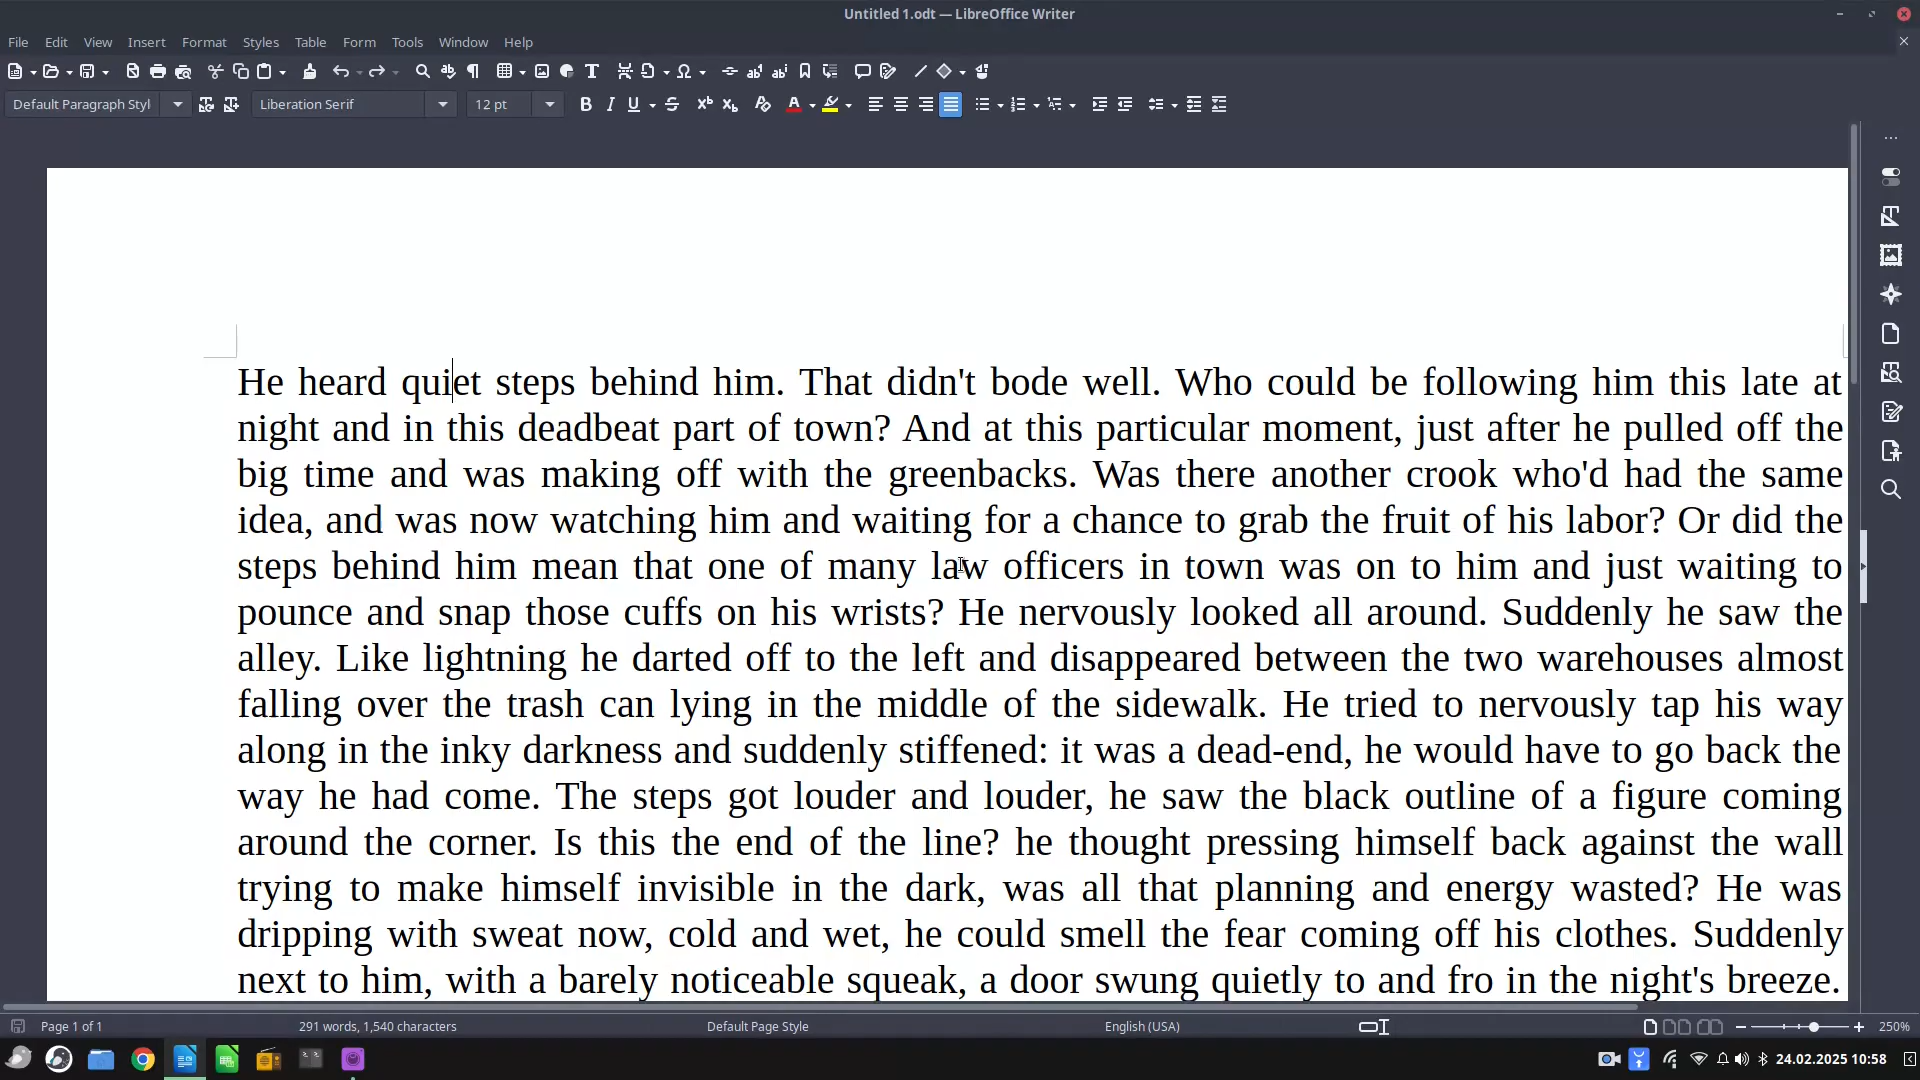 Untitled 1.odt — LibreOffice Writer
File Edit View Insert Format Styles Table Form Tools Window Help
Default Paragraph Styl Liberation Serif 12 pt
He heard quiet steps behind him. That didn't bode well. Who could be following him this late at
night and in this deadbeat part of town? And at this particular moment, just after he pulled off the
big time and was making off with the greenbacks. Was there another crook who'd had the same
idea, and was now watching him and waiting for a chance to grab the fruit of his labor? Or did the
steps behind him mean that one of many law officers in town was on to him and just waiting to
pounce and snap those cuffs on his wrists? He nervously looked all around. Suddenly he saw the
alley. Like lightning he darted off to the left and disappeared between the two warehouses almost
falling over the trash can lying in the middle of the sidewalk. He tried to nervously tap his way
along in the inky darkness and suddenly stiffened: it was a dead-end, he would have to go back the
way he had come. The steps got louder and louder, he saw the black outline of a figure coming
around the corner. Is this the end of the line? he thought pressing himself back against the wall
trying to make himself invisible in the dark, was all that planning and energy wasted? He was
dripping with sweat now, cold and wet, he could smell the fear coming off his clothes. Suddenly
next to him, with a barely noticeable squeak, a door swung quietly to and fro in the night's breeze.
Page 1 of 1 291 words, 1,540 characters Default Page Style English (USA) 250%
24.02.2025 10:58